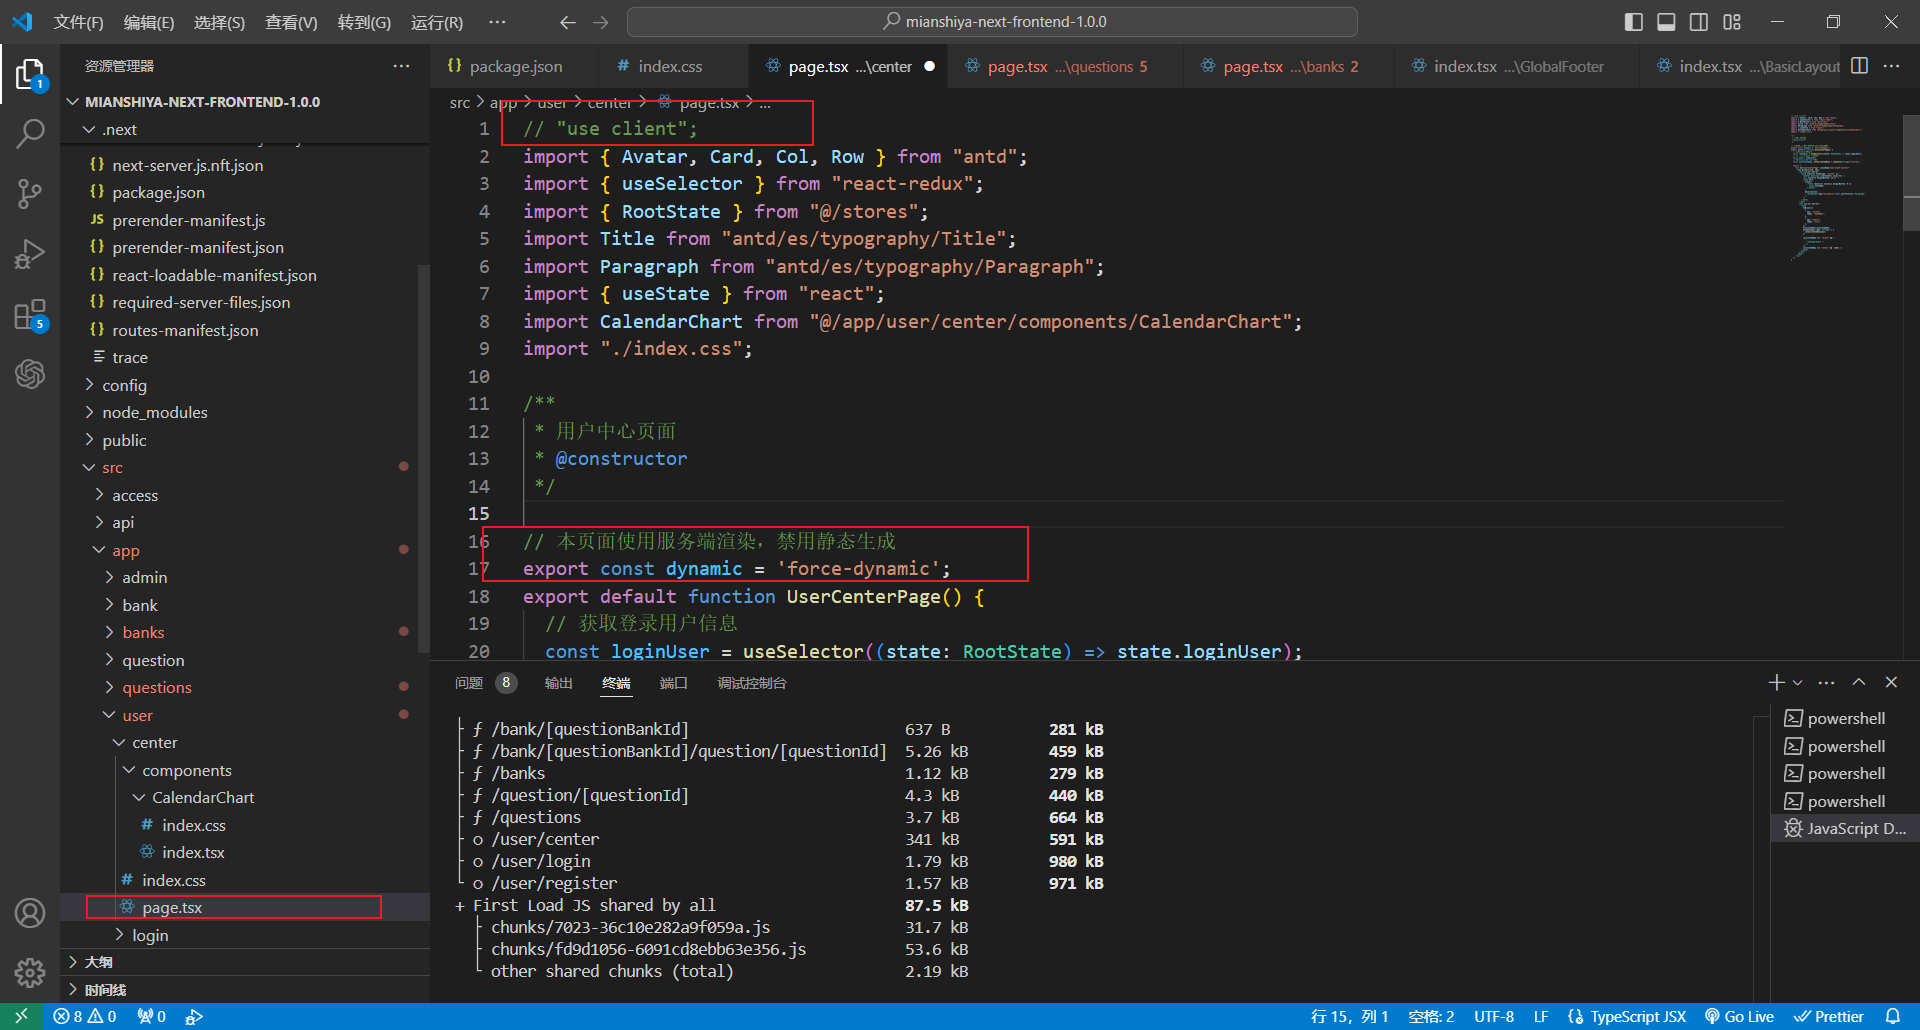 文件(F) 编辑(E) 选择(S) 查看(V) 转到(G) 运行(R) ··· mianshiya-next-frontend-1.0.0
资源管理器 ···
1
5
MIANSHIYA-NEXT-FRONTEND-1.0.0
.next
next-server.js.nft.json
package.json
JS prerender-manifest.js
prerender-manifest.json
react-loadable-manifest.json
required-server-files.json
routes-manifest.json
trace
config
node_modules
public
src
access
api
app
admin
bank
banks
question
questions
user
center
components
CalendarChart
# index.css
index.tsx
# index.css
page.tsx
login
大纲
时间线
package.json # index.css page.tsx ...\center page.tsx ...\questions 5 page.tsx ...\banks 2 index.tsx ...\GlobalFooter index.tsx ...\BasicLayout ···
src > app > user > center > page.tsx > ...
1 // "use client";
2 import { Avatar, Card, Col, Row } from "antd";
3 import { useSelector } from "react-redux";
4 import { RootState } from "@/stores";
5 import Title from "antd/es/typography/Title";
6 import Paragraph from "antd/es/typography/Paragraph";
7 import { useState } from "react";
8 import CalendarChart from "@/app/user/center/components/CalendarChart";
9 import "./index.css";
10
11 /**
12 * 用户中心页面
13 * @constructor
14 */
15
16 // 本页面使用服务端渲染，禁用静态生成
17 export const dynamic = 'force-dynamic';
18 export default function UserCenterPage() {
19 // 获取登录用户信息
20 const loginUser = useSelector((state: RootState) => state.loginUser);
问题 8 输出 终端 端口 调试控制台
├ ƒ /bank/[questionBankId] 637 B 281 kB
├ ƒ /bank/[questionBankId]/question/[questionId] 5.26 kB 459 kB
├ ƒ /banks 1.12 kB 279 kB
├ ƒ /question/[questionId] 4.3 kB 440 kB
├ ƒ /questions 3.7 kB 664 kB
├ ○ /user/center 341 kB 591 kB
├ ○ /user/login 1.79 kB 980 kB
└ ○ /user/register 1.57 kB 971 kB
+ First Load JS shared by all 87.5 kB
├ chunks/7023-36c10e282a9f059a.js 31.7 kB
├ chunks/fd9d1056-6091cd8ebb63e356.js 53.6 kB
└ other shared chunks (total) 2.19 kB
powershell
powershell
powershell
powershell
JavaScript D...
8 0 0 行 15，列 1 空格: 2 UTF-8 LF TypeScript JSX Go Live Prettier